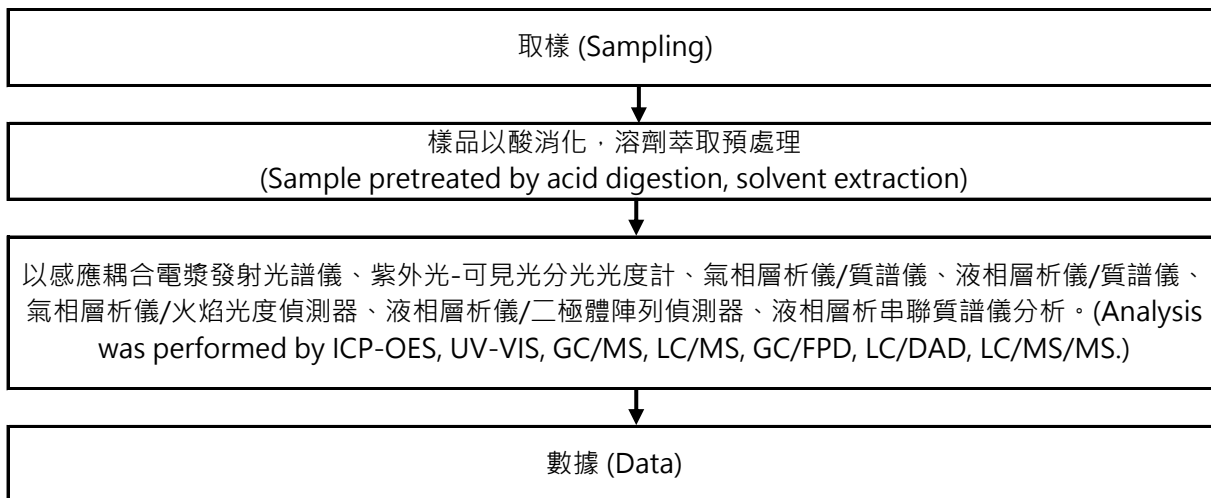 取樣 (Sampling)
樣品以酸消化，溶劑萃取預處理
(Sample pretreated by acid digestion, solvent extraction)
以感應耦合電漿發射光譜儀、紫外光-可見光分光光度計、氣相層析儀/質譜儀、液相層析儀/質譜儀、
氣相層析儀/火焰光度偵測器、液相層析儀/二極體陣列偵測器、液相層析串聯質譜儀分析。(Analysis
was performed by ICP-OES, UV-VIS, GC/MS, LC/MS, GC/FPD, LC/DAD, LC/MS/MS.)
數據 (Data)